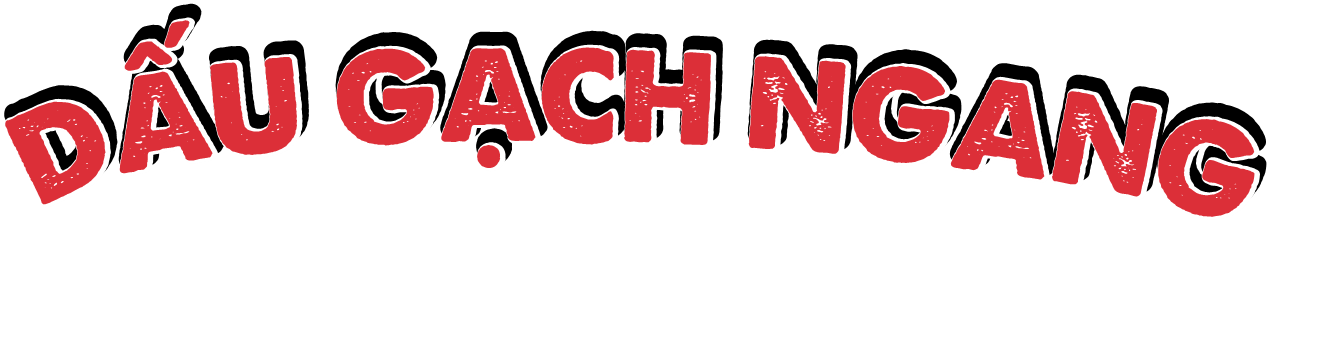 DẤU GẠCH NGANG